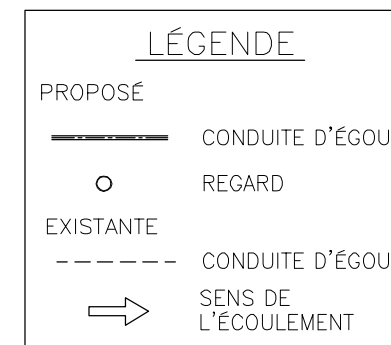 LÉGENDE
PROPOSÉ
CONDUITE D'ÉGOU
REGARD
EXISTANTE
CONDUITE D'ÉGOU
SENS DE
L'ÉCOULEMENT